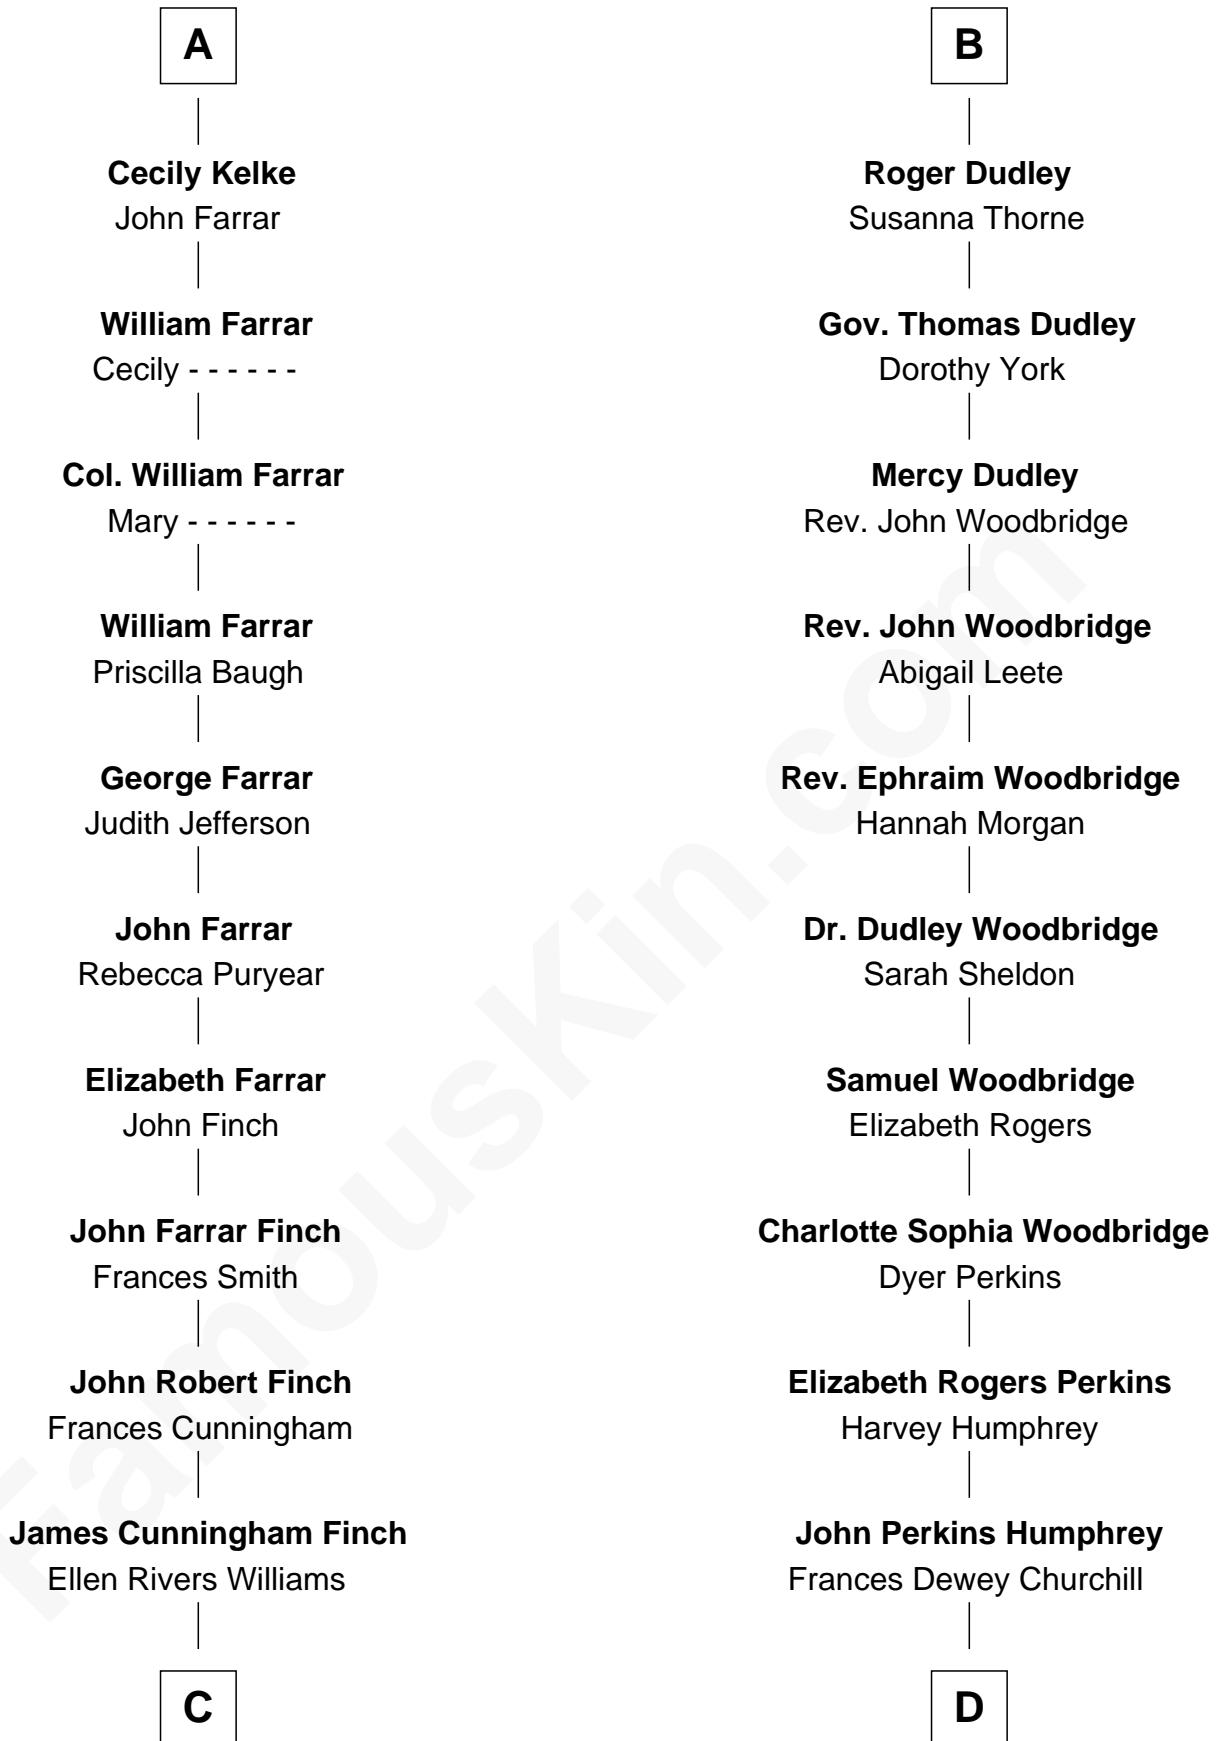 A
Cecily Kelke
John Farrar
William Farrar
Cecily - - - - - -
Col. William Farrar
Mary - - - - - -
William Farrar
Priscilla Baugh
George Farrar
Judith Jefferson
John Farrar
Rebecca Puryear
Elizabeth Farrar
John Finch
John Farrar Finch
Frances Smith
John Robert Finch
Frances Cunningham
James Cunningham Finch
Ellen Rivers Williams
C
B
Roger Dudley
Susanna Thorne
Gov. Thomas Dudley
Dorothy York
Mercy Dudley
Rev. John Woodbridge
Rev. John Woodbridge
Abigail Leete
Rev. Ephraim Woodbridge
Hannah Morgan
Dr. Dudley Woodbridge
Sarah Sheldon
Samuel Woodbridge
Elizabeth Rogers
Charlotte Sophia Woodbridge
Dyer Perkins
Elizabeth Rogers Perkins
Harvey Humphrey
John Perkins Humphrey
Frances Dewey Churchill
D
FamousKin.com